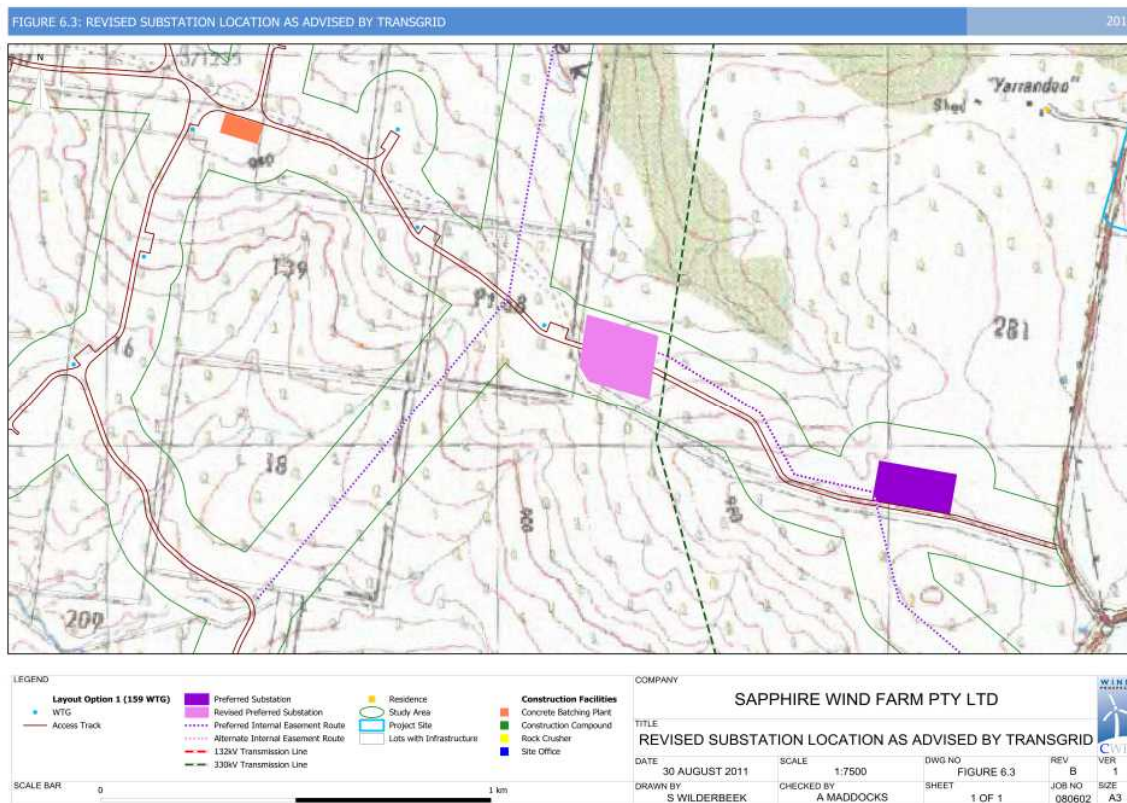 FIGURE 6.3: REVISED SUBSTATION LOCATION AS ADVISED BY TRANSGRID
201
N
"Yarrandoo"
Shed
040
139
16
281
18
900
209
LEGEND
Layout Option 1 (159 WTG)
WTG
Access Track
Preferred Substation
Revised Preferred Substation
Preferred Internal Easement Route
Alternate Internal Easement Route
132kV Transmission Line
330kV Transmission Line
Residence
Study Area
Project Site
Lots with Infrastructure
Construction Facilities
Concrete Batching Plant
Construction Compound
Rock Crusher
Site Office
SCALE BAR
0
1 km
COMPANY
SAPPHIRE WIND FARM PTY LTD
TITLE
REVISED SUBSTATION LOCATION AS ADVISED BY TRANSGRID
DATE
30 AUGUST 2011
SCALE
1:7500
DWG NO
FIGURE 6.3
REV
B
VER
1
DRAWN BY
S WILDERBEEK
CHECKED BY
A MADDOCKS
SHEET
1 OF 1
JOB NO
080602
SIZE
A3